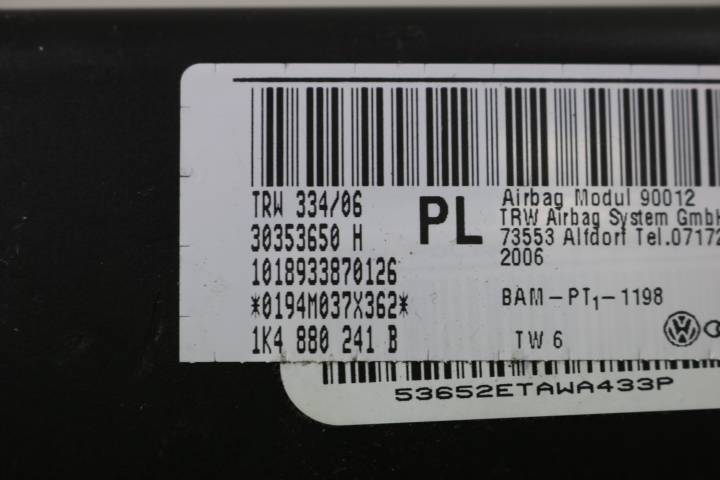 TRW 334/06
30353650 H
1018933870126
*0194M037X362*
1K4 880 241 B
PL
Airbag Modul 90012
TRW Airbag System GmbH
73553 Alfdorf Tel.07172
2006
BAM-PT1-1198
TW 6
53652ETAWA433P